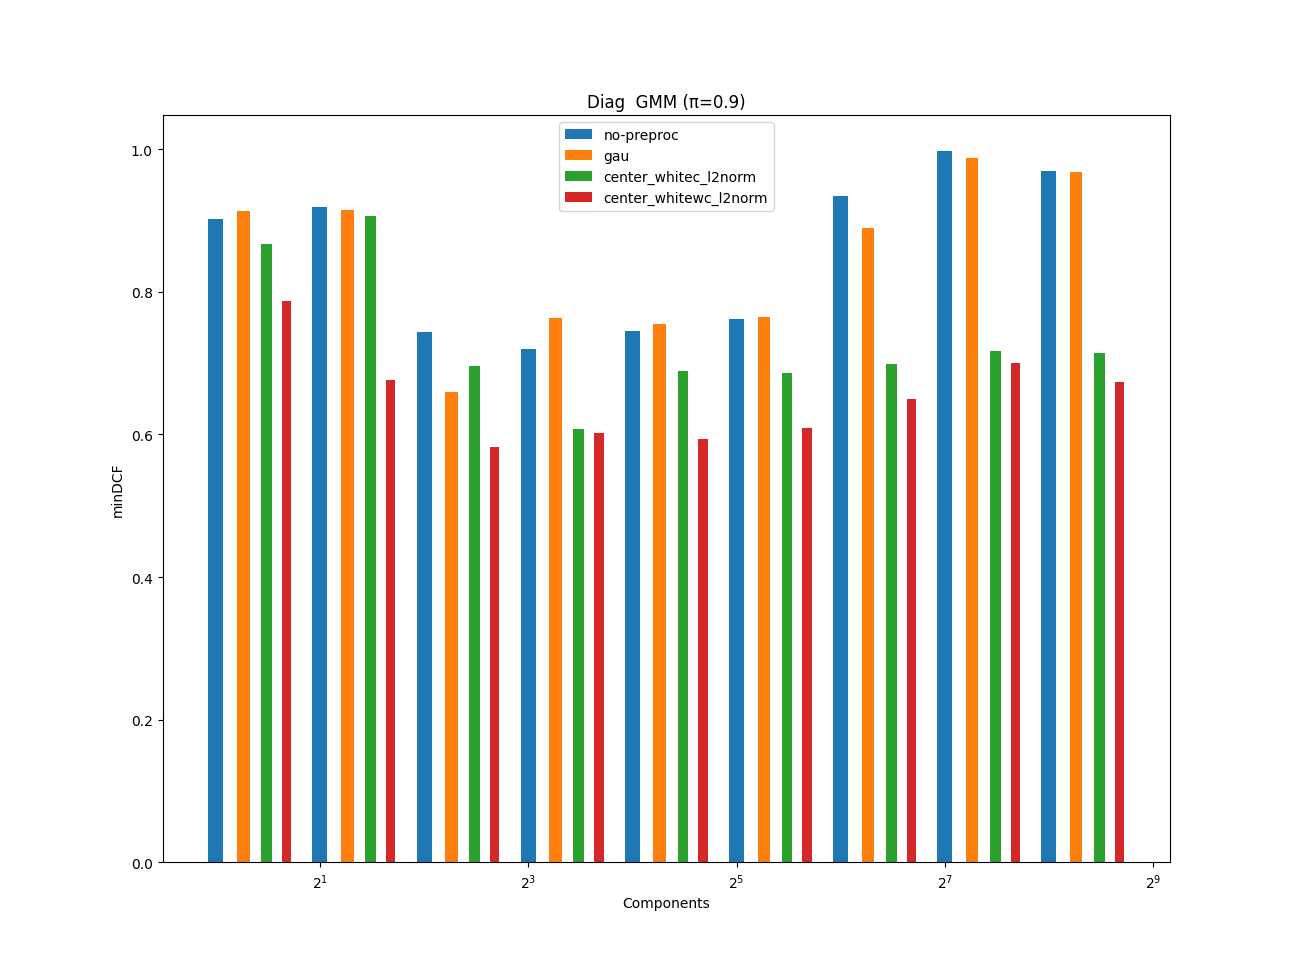 Diag  GMM (π=0.9)
no-preproc
gau
center_whitec_l2norm
center_whitewc_l2norm
1.0
0.8
0.6
0.4
0.2
0.0
minDCF
2¹ 2³ 2⁵ 2⁷ 2⁹
Components